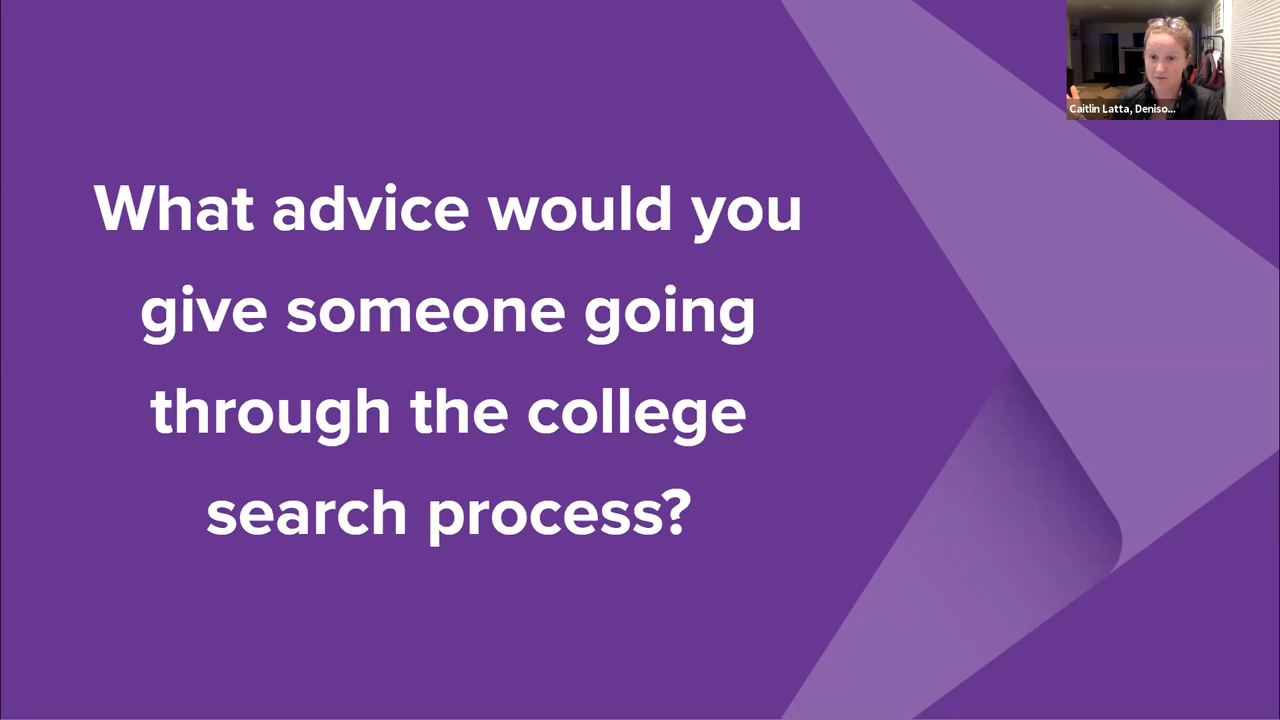 What advice would you
give someone going
through the college
search process?
Caitlin Latta, Deniso...